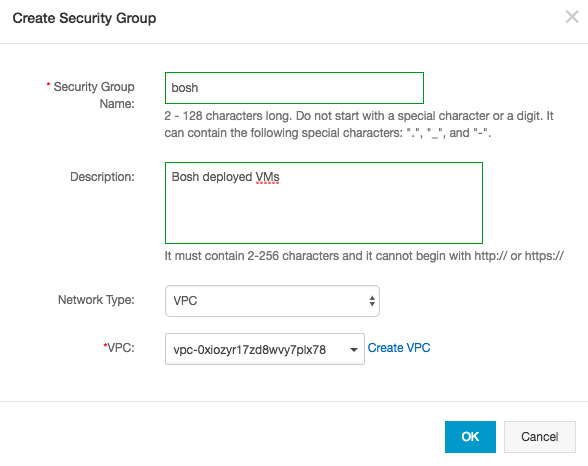 Create Security Group
* Security Group Name:
bosh
2 - 128 characters long. Do not start with a special character or a digit. It
can contain the following special characters: ".", "_", and "-".
Description:
Bosh deployed VMs
It must contain 2-256 characters and it cannot begin with http:// or https://
Network Type:
VPC
*VPC:
vpc-0xiozyr17zd8wvy7plx78
Create VPC
OK
Cancel